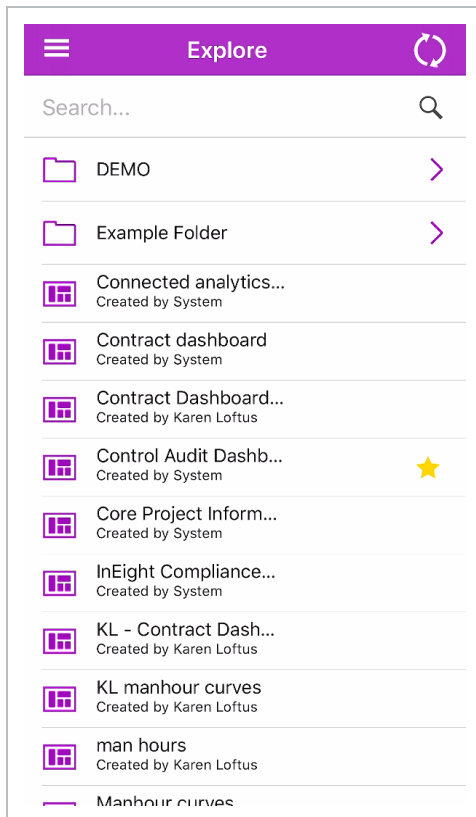 Explore
Search...
DEMO
Example Folder
Connected analytics...
Created by System
Contract dashboard
Created by System
Contract Dashboard...
Created by Karen Loftus
Control Audit Dashb...
Created by System
Core Project Inform...
Created by System
InEight Compliance...
Created by System
KL - Contract Dash...
Created by Karen Loftus
KL manhour curves
Created by Karen Loftus
man hours
Created by Karen Loftus
Manhour curves